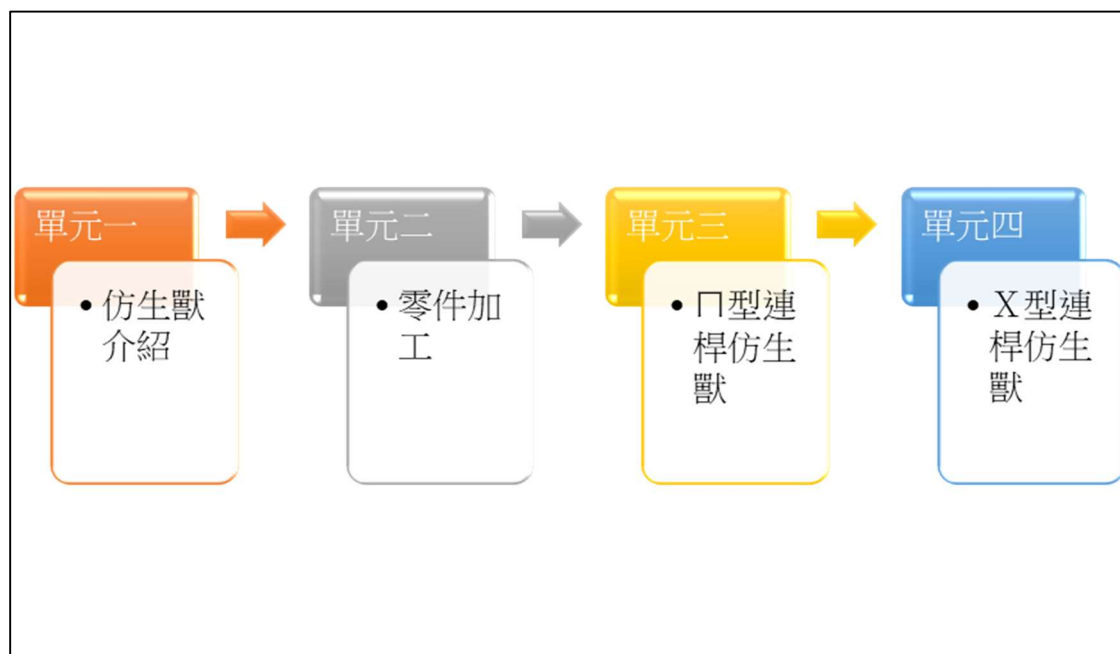 單元一
• 仿生獸
介紹
單元二
• 零件加
工
單元三
• ㄇ型連
桿仿生
獸
單元四
• Ｘ型連
桿仿生
獸